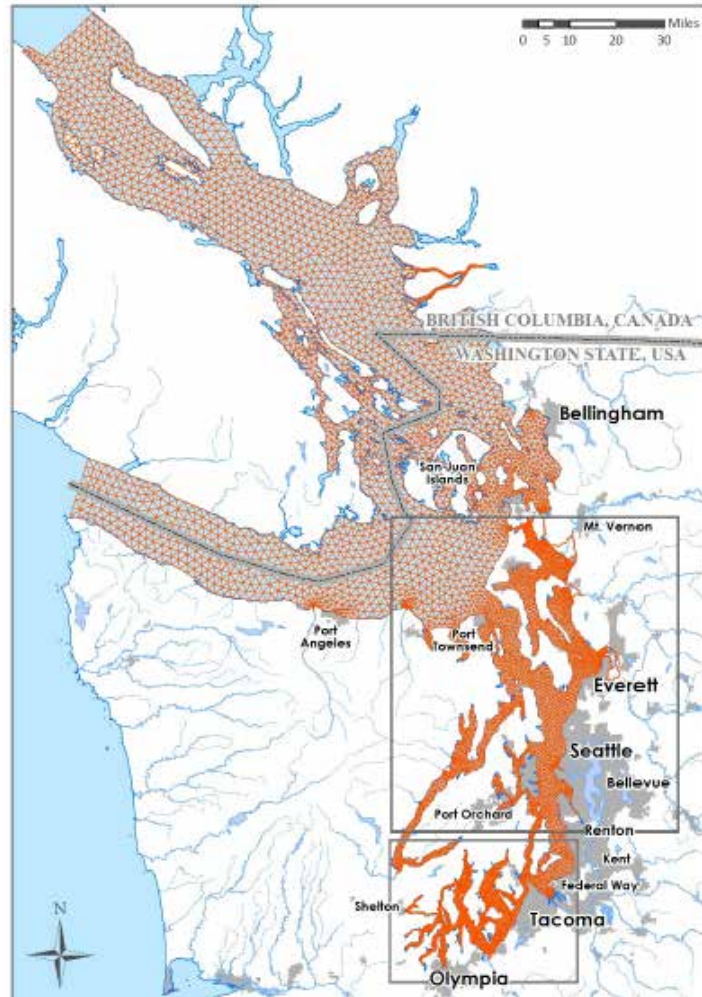 Miles
0 5 10 20 30
BRITISH COLUMBIA, CANADA
WASHINGTON STATE, USA
Bellingham
San Juan
Islands
Mt. Vernon
Port
Angeles
Port
Townsend
Everett
Seattle
Bellevue
Port Orchard
Renton
Kent
Federal Way
Shelton
Tacoma
N
Olympia